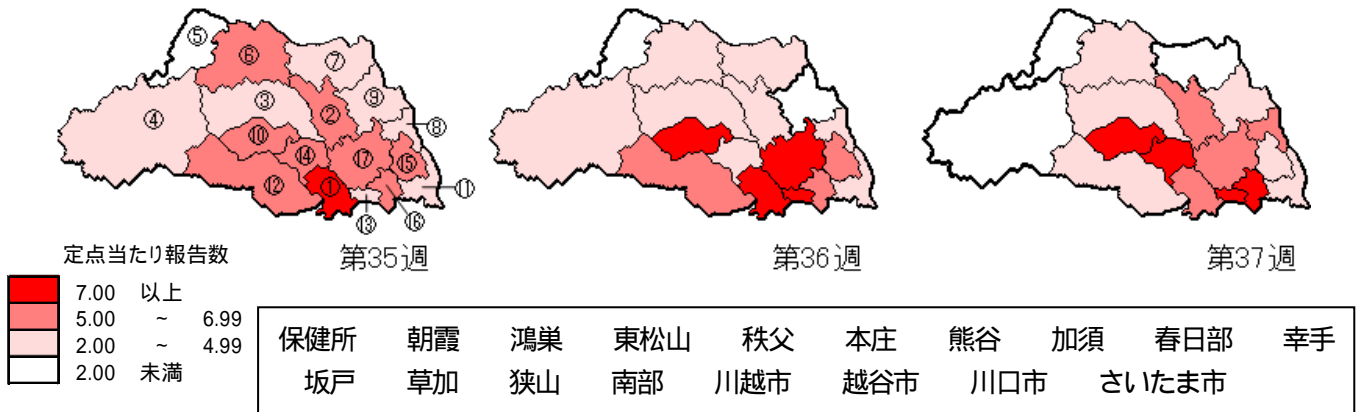 ⑤
⑥
⑦
④
③
②
⑨
⑧
⑩
⑭
⑰
⑮
⑫
①
⑬
⑯
⑪
第35週
第36週
第37週
定点当たり報告数
7.00 以上
5.00 ~ 6.99
2.00 ~ 4.99
2.00 未満
保健所 朝霞 鴻巣 東松山 秩父 本庄 熊谷 加須 春日部 幸手
坂戸 草加 狭山 南部 川越市 越谷市 川口市 さいたま市